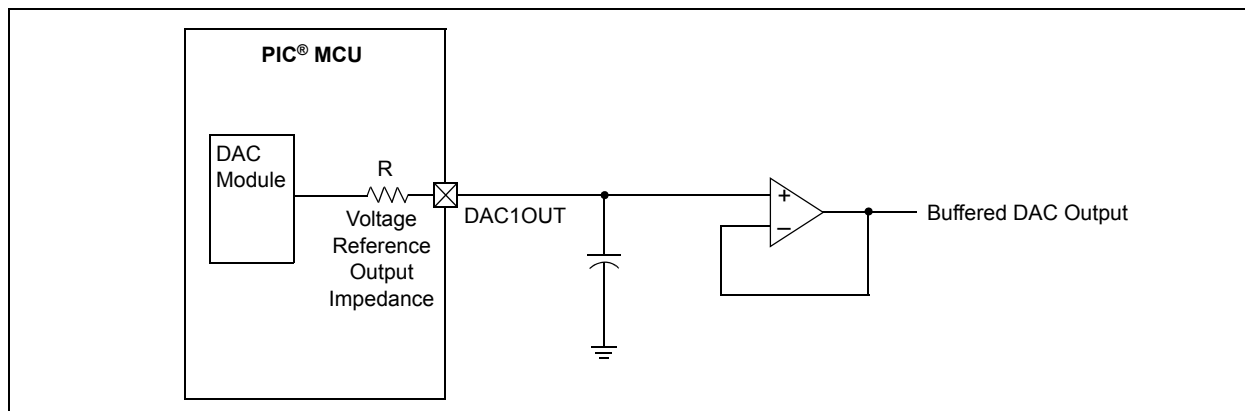 PIC® MCU
DAC
Module
R
Voltage
Reference
Output
Impedance
DAC1OUT
+
–
Buffered DAC Output